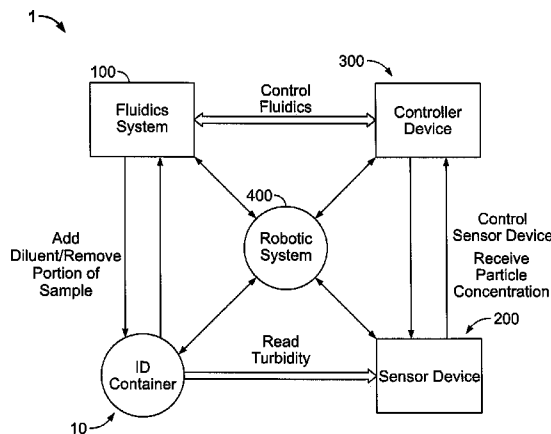 1
100
Fluidics
System
Control
Fluidics
300
Controller
Device
400
Robotic
System
Add
Diluent/Remove
Portion of
Sample
Control
Sensor Device
Receive
Particle
Concentration
200
Read
Turbidity
ID
Container
10
Sensor Device